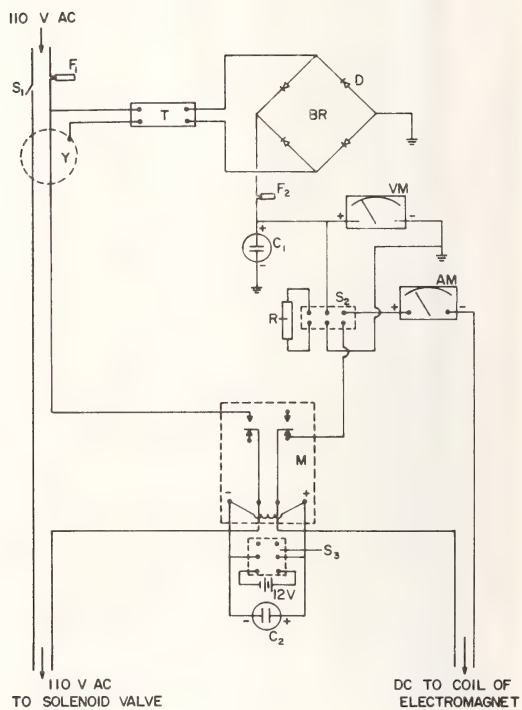 110 V AC
F1
S1
T
D
BR
Y
F2
VM
+
-
+
C1
-
S2
AM
+
-
R
M
-
+
S3
12V
-
+
C2
110 V AC
TO SOLENOID VALVE
DC TO COIL OF
ELECTROMAGNET